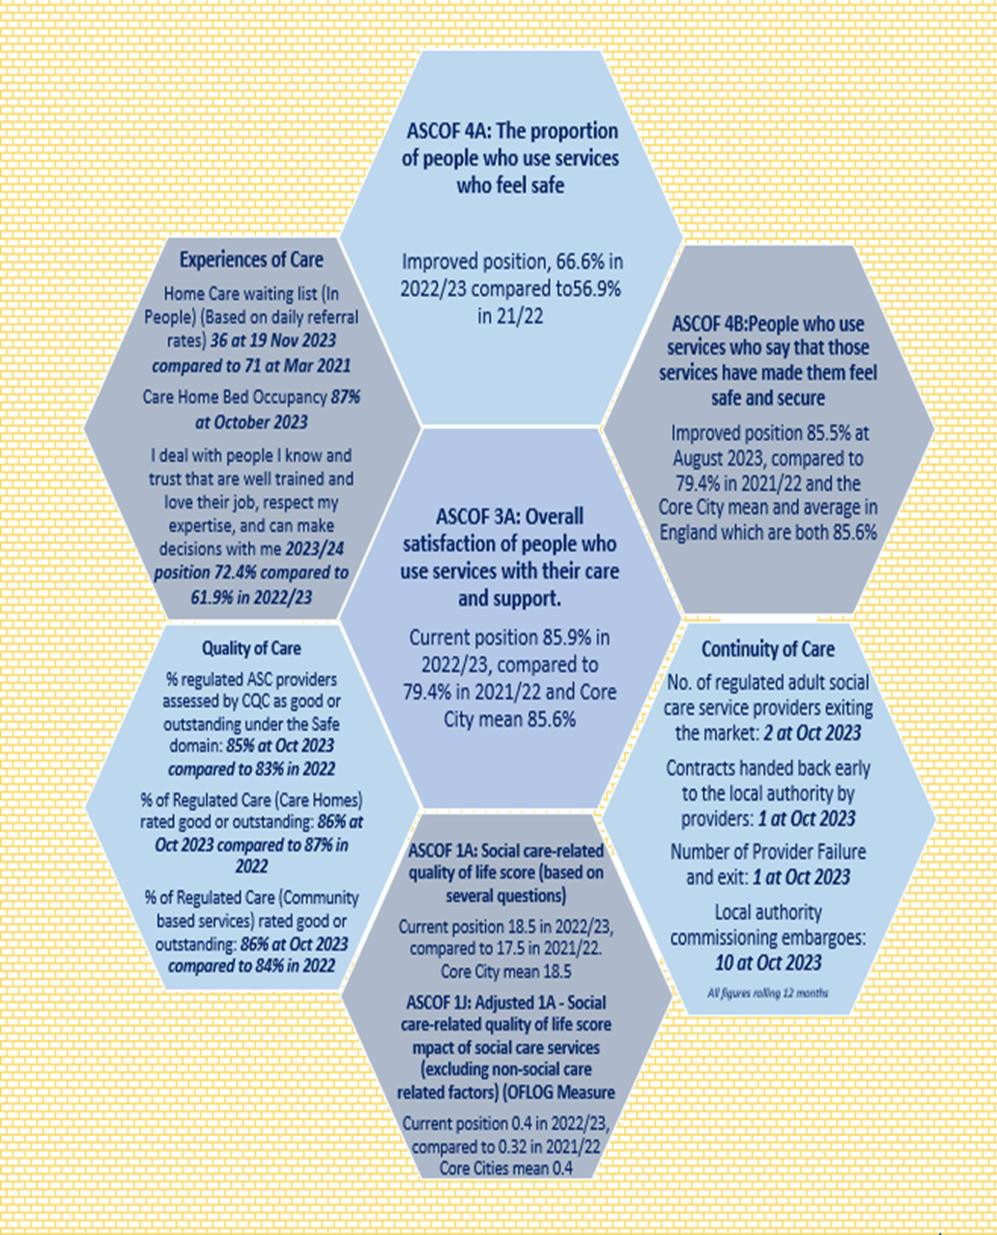 ASCOF 4A: The proportion
of people who use services
who feel safe
Improved position, 66.6% in
2022/23 compared to56.9%
in 21/22
Experiences of Care
Home Care waiting list (In
People) (Based on daily referral
rates) 36 at 19 Nov 2023
compared to 71 at Mar 2021
Care Home Bed Occupancy 87%
at October 2023
I deal with people I know and
trust that are well trained and
love their job, respect my
expertise, and can make
decisions with me 2023/24
position 72.4% compared to
61.9% in 2022/23
ASCOF 4B:People who use
services who say that those
services have made them feel
safe and secure
Improved position 85.5% at
August 2023, compared to
79.4% in 2021/22 and the
Core City mean and average in
England which are both 85.6%
ASCOF 3A: Overall
satisfaction of people who
use services with their care
and support.
Current position 85.9% in
2022/23, compared to
79.4% in 2021/22 and Core
City mean 85.6%
Quality of Care
% regulated ASC providers
assessed by CQC as good or
outstanding under the Safe
domain: 85% at Oct 2023
compared to 83% in 2022
% of Regulated Care (Care Homes)
rated good or outstanding: 86% at
Oct 2023 compared to 87% in
2022
% of Regulated Care (Community
based services) rated good or
outstanding: 86% at Oct 2023
compared to 84% in 2022
Continuity of Care
No. of regulated adult social
care service providers exiting
the market: 2 at Oct 2023
Contracts handed back early
to the local authority by
providers: 1 at Oct 2023
Number of Provider Failure
and exit: 1 at Oct 2023
Local authority
commissioning embargoes:
10 at Oct 2023
All figures rolling 12 months
ASCOF 1A: Social care-related
quality of life score (based on
several questions)
Current position 18.5 in 2022/23,
compared to 17.5 in 2021/22.
Core City mean 18.5
ASCOF 1J: Adjusted 1A - Social
care-related quality of life score
mpact of social care services
(excluding non-social care
related factors) (OFLOG Measure
Current position 0.4 in 2022/23,
compared to 0.32 in 2021/22
Core Cities mean 0.4